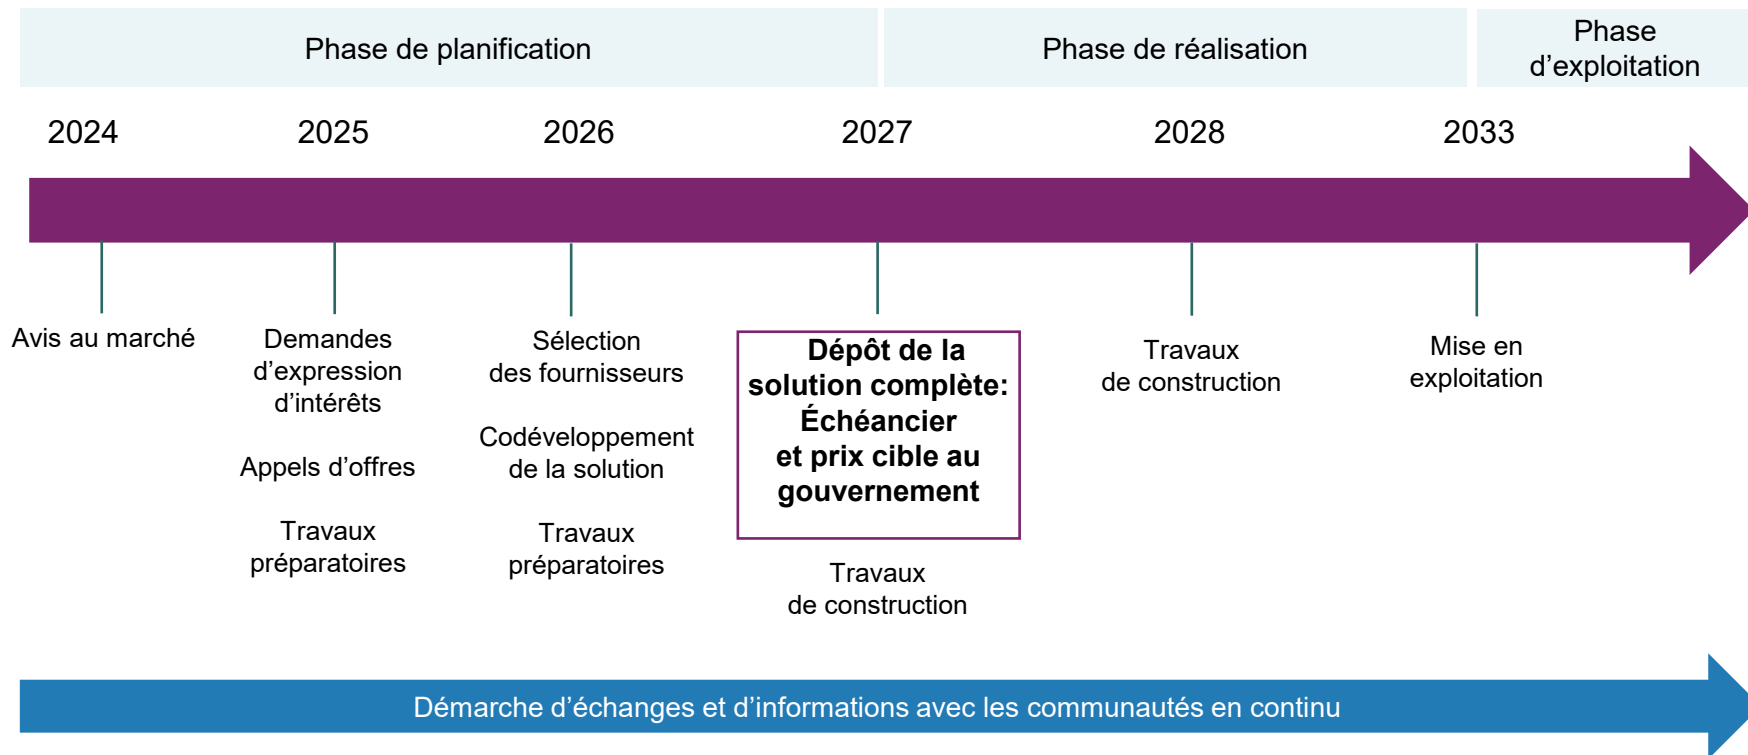 Phase de planification
Phase de réalisation
Phase
d’exploitation
2024
2025
2026
2027
2028
2033
Avis au marché
Demandes
d’expression
d’intérêts
Appels d’offres
Travaux
préparatoires
Sélection
des fournisseurs
Codéveloppement
de la solution
Travaux
préparatoires
Dépôt de la
solution complète:
Échéancier
et prix cible au
gouvernement
Travaux
de construction
Travaux
de construction
Mise en
exploitation
Démarche d’échanges et d’informations avec les communautés en continu